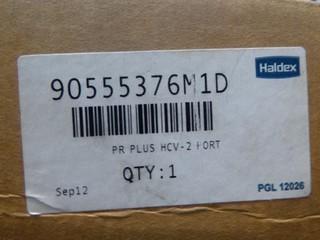 Haldex
90555376M1D
PR PLUS HCV-2 PORT
QTY:1
Sep12
PGL 12026